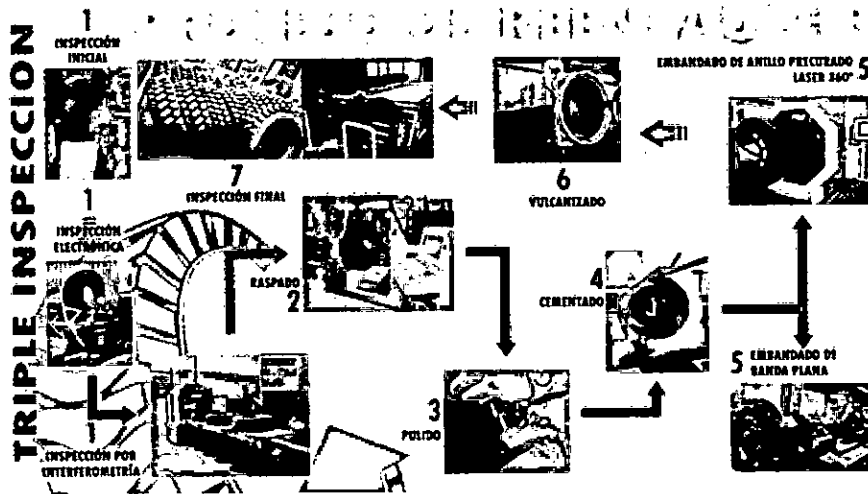 TRIPLE INSPECCION
1
INSPECCIÓN
INICIAL
1
INSPECCIÓN
ELECTRÓNICA
1
INSPECCIÓN POR
INTERFEROMETRÍA
RASPADO
2
3
PULIDO
4
CEMENTADO
EMBANDADO DE ANILLO PRECURADO 5
LASER 360°
5 EMBANDADO DE
BANDA PLANA
6
VULCANIZADO
7
INSPECCIÓN FINAL